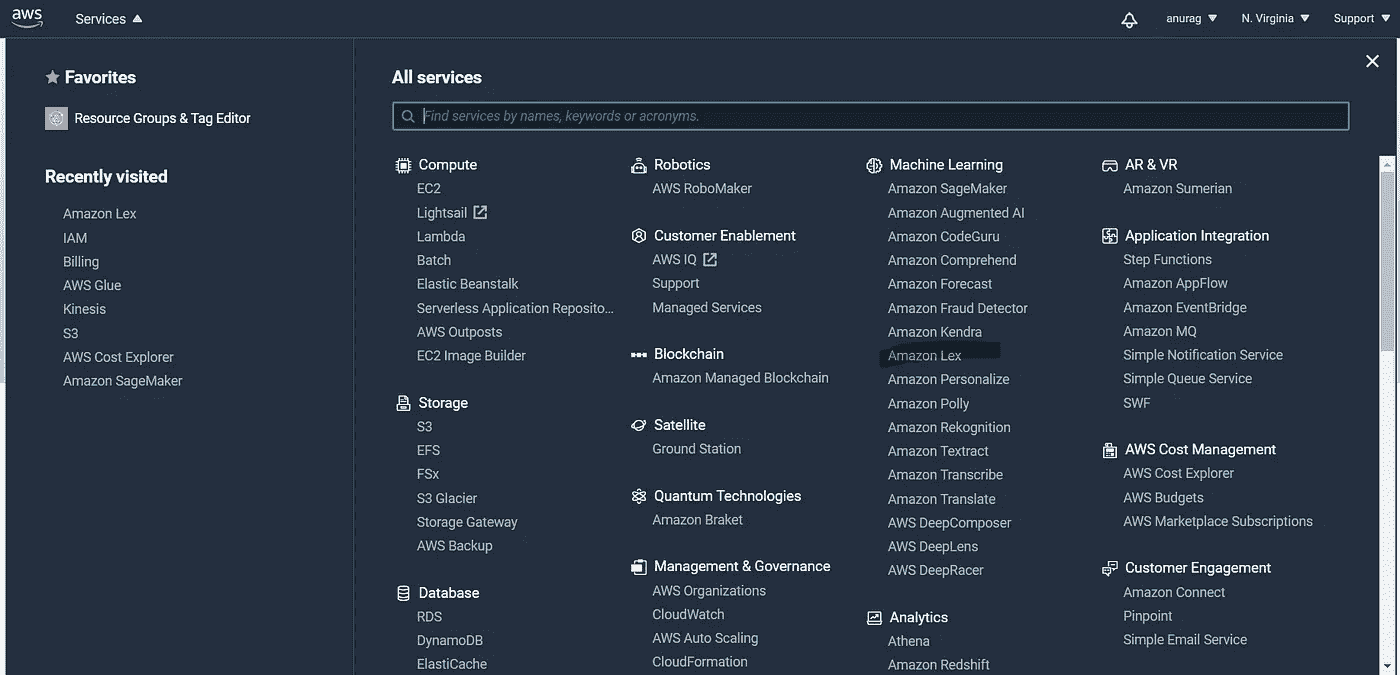 aws
Services
anurag
N. Virginia
Support
Favorites
Resource Groups & Tag Editor
Recently visited
Amazon Lex
IAM
Billing
AWS Glue
Kinesis
S3
AWS Cost Explorer
Amazon SageMaker
All services
Find services by names, keywords or acronyms.
Compute
EC2
Lightsail
Lambda
Batch
Elastic Beanstalk
Serverless Application Reposito...
AWS Outposts
EC2 Image Builder
Storage
S3
EFS
FSx
S3 Glacier
Storage Gateway
AWS Backup
Database
RDS
DynamoDB
ElastiCache
Robotics
AWS RoboMaker
Customer Enablement
AWS IQ
Support
Managed Services
Blockchain
Amazon Managed Blockchain
Satellite
Ground Station
Quantum Technologies
Amazon Braket
Management & Governance
AWS Organizations
CloudWatch
AWS Auto Scaling
CloudFormation
Machine Learning
Amazon SageMaker
Amazon Augmented AI
Amazon CodeGuru
Amazon Comprehend
Amazon Forecast
Amazon Fraud Detector
Amazon Kendra
Amazon Lex
Amazon Personalize
Amazon Polly
Amazon Rekognition
Amazon Textract
Amazon Transcribe
Amazon Translate
AWS DeepComposer
AWS DeepLens
AWS DeepRacer
Analytics
Athena
Amazon Redshift
AR & VR
Amazon Sumerian
Application Integration
Step Functions
Amazon AppFlow
Amazon EventBridge
Amazon MQ
Simple Notification Service
Simple Queue Service
SWF
AWS Cost Management
AWS Cost Explorer
AWS Budgets
AWS Marketplace Subscriptions
Customer Engagement
Amazon Connect
Pinpoint
Simple Email Service